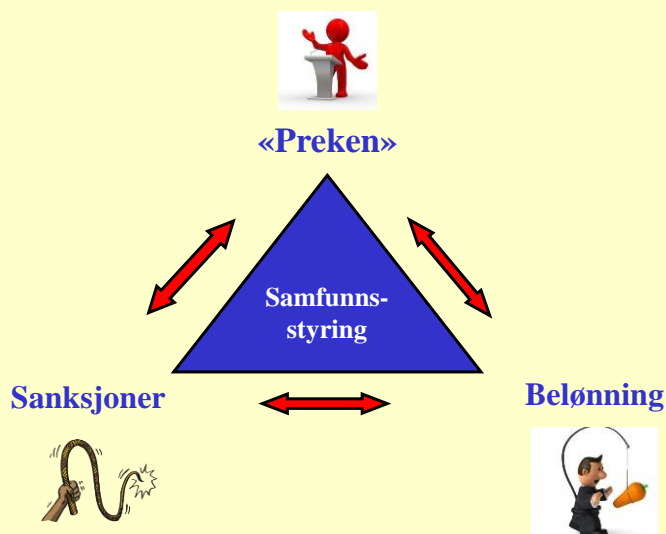 «Preken»
Samfunns-
styring
Sanksjoner
Belønning